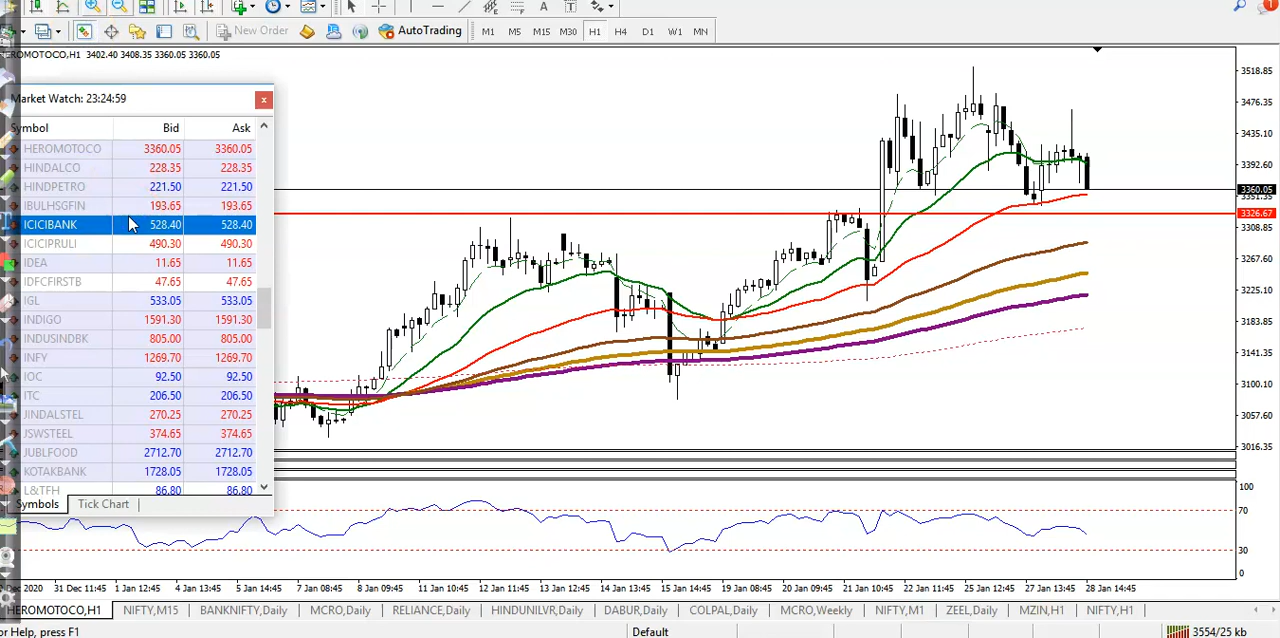 A T
New Order AutoTrading M1 M5 M15 M30 H1 H4 D1 W1 MN
HEROMOTOCO,H1 3402.40 3408.35 3360.05 3360.05
Market Watch: 23:24:59
x
Symbol Bid Ask
HEROMOTOCO 3360.05 3360.05
HINDALCO 228.35 228.35
HINDPETRO 221.50 221.50
IBULHSGFIN 193.65 193.65
ICICIBANK 528.40 528.40
ICICIPRULI 490.30 490.30
IDEA 11.65 11.65
IDFCFIRSTB 47.65 47.65
IGL 533.05 533.05
INDIGO 1591.30 1591.30
INDUSINDBK 805.00 805.00
INFY 1269.70 1269.70
IOC 92.50 92.50
ITC 206.50 206.50
JINDALSTEL 270.25 270.25
JSWSTEEL 374.65 374.65
JUBLFOOD 2712.70 2712.70
KOTAKBANK 1728.05 1728.05
L&TFH 86.80 86.80
Symbols Tick Chart
3518.85
3476.35
3435.10
3392.60
3360.05
3351.35
3326.67
3308.85
3267.60
3225.10
3183.85
3141.35
3100.10
3057.60
3016.35
100
70
30
0
Dec 2020 31 Dec 11:45 1 Jan 12:45 4 Jan 13:45 5 Jan 14:45 7 Jan 08:45 8 Jan 09:45 11 Jan 10:45 12 Jan 11:45 13 Jan 12:45 14 Jan 13:45 15 Jan 14:45 19 Jan 08:45 20 Jan 09:45 21 Jan 10:45 22 Jan 11:45 25 Jan 12:45 27 Jan 13:45 28 Jan 14:45
HEROMOTOCO,H1 NIFTY,M15 BANKNIFTY,Daily MCRO,Daily RELIANCE,Daily HINDUNILVR,Daily DABUR,Daily COLPAL,Daily MCRO,Weekly NIFTY,M1 ZEEL,Daily MZIN,H1 NIFTY,H1
or Help, press F1 Default 3554/25 kb